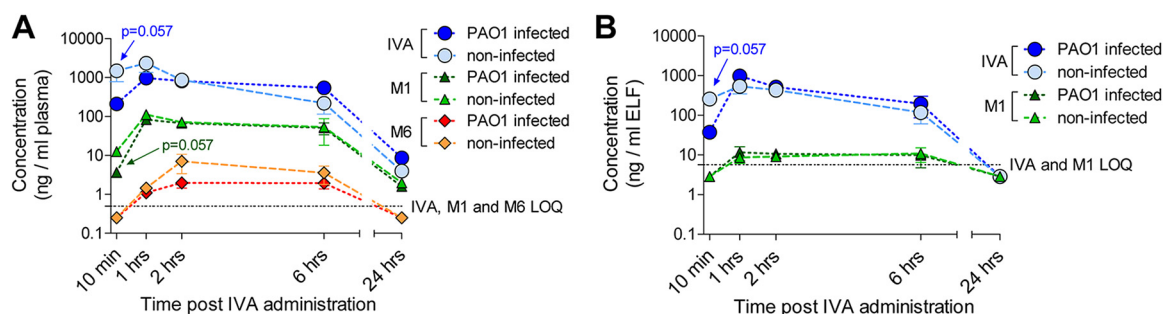 A
Concentration
(ng / ml plasma)
10000
1000
100
10
1
0.1
p=0.057
p=0.057
IVA
PAO1 infected
non-infected
M1
PAO1 infected
non-infected
M6
PAO1 infected
non-infected
IVA, M1 and M6 LOQ
10 min
1 hrs
2 hrs
6 hrs
24 hrs
Time post IVA administration
B
Concentration
(ng / ml ELF)
10000
1000
100
10
1
0.1
p=0.057
IVA
PAO1 infected
non-infected
M1
PAO1 infected
non-infected
IVA and M1 LOQ
10 min
1 hrs
2 hrs
6 hrs
24 hrs
Time post IVA administration